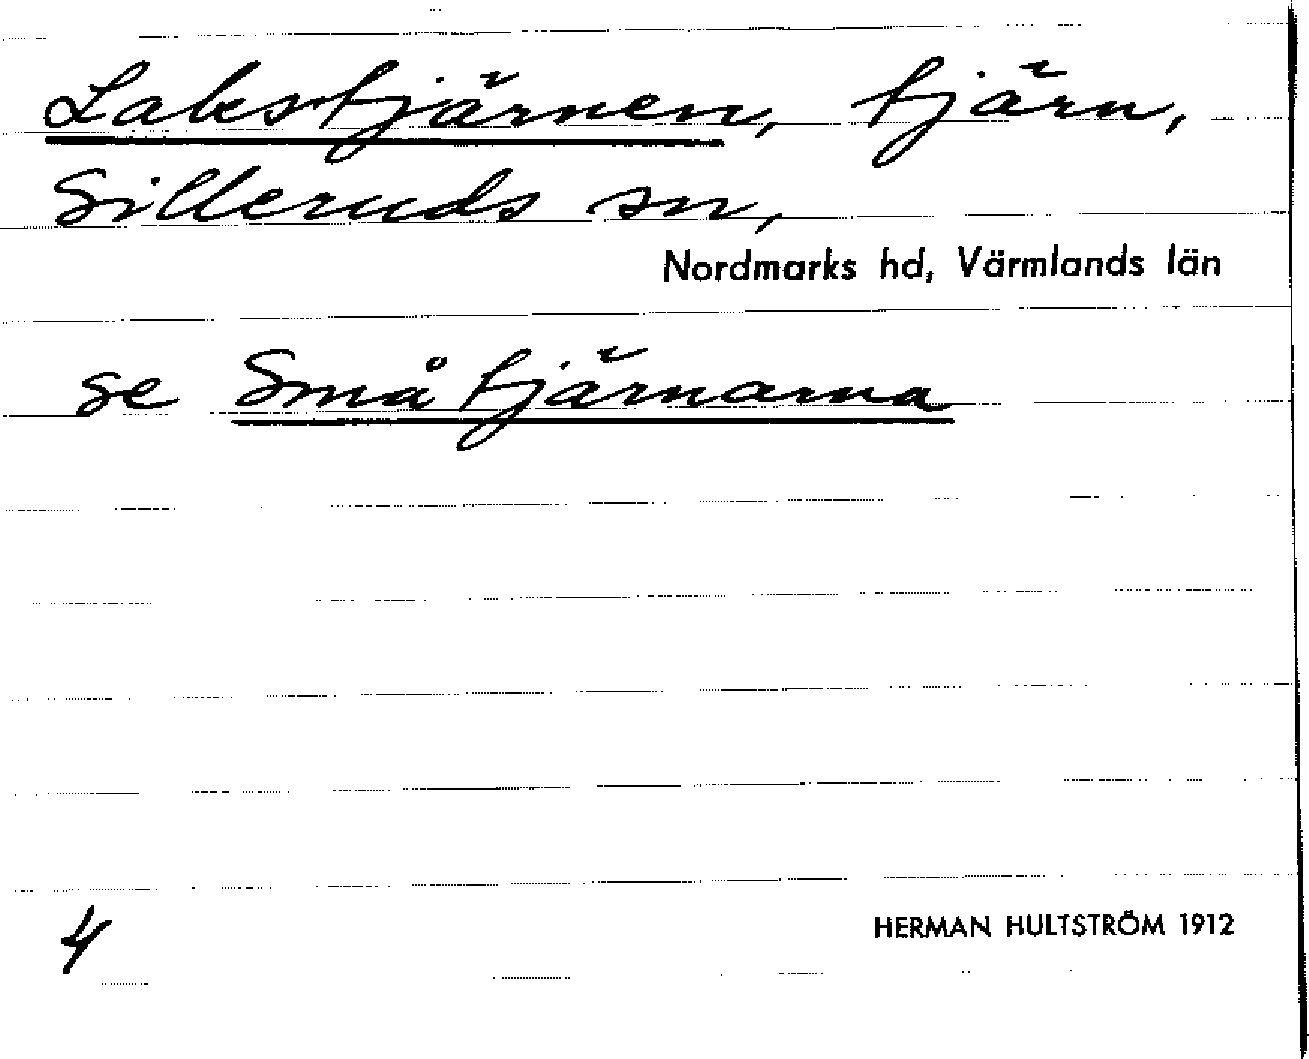 Lakstjärnen, tjärn,
Silleruds sn,
Nordmarks hd, Värmlands län
se Småtjärnarna
4
HERMAN HULTSTRÖM 1912